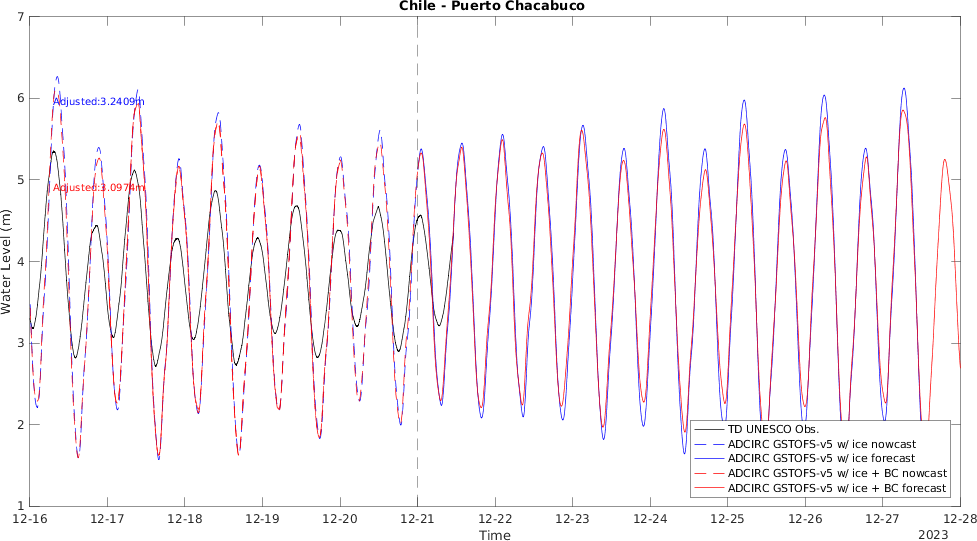 Chile - Puerto Chacabuco
7
6
5
4
3
2
1
Water Level (m)
Adjusted:3.2409m
Adjusted:3.0974m
TD UNESCO Obs.
ADCIRC GSTOFS-v5 w/ ice nowcast
ADCIRC GSTOFS-v5 w/ ice forecast
ADCIRC GSTOFS-v5 w/ ice + BC nowcast
ADCIRC GSTOFS-v5 w/ ice + BC forecast
12-16 12-17 12-18 12-19 12-20 12-21 12-22 12-23 12-24 12-25 12-26 12-27 12-28
Time
2023